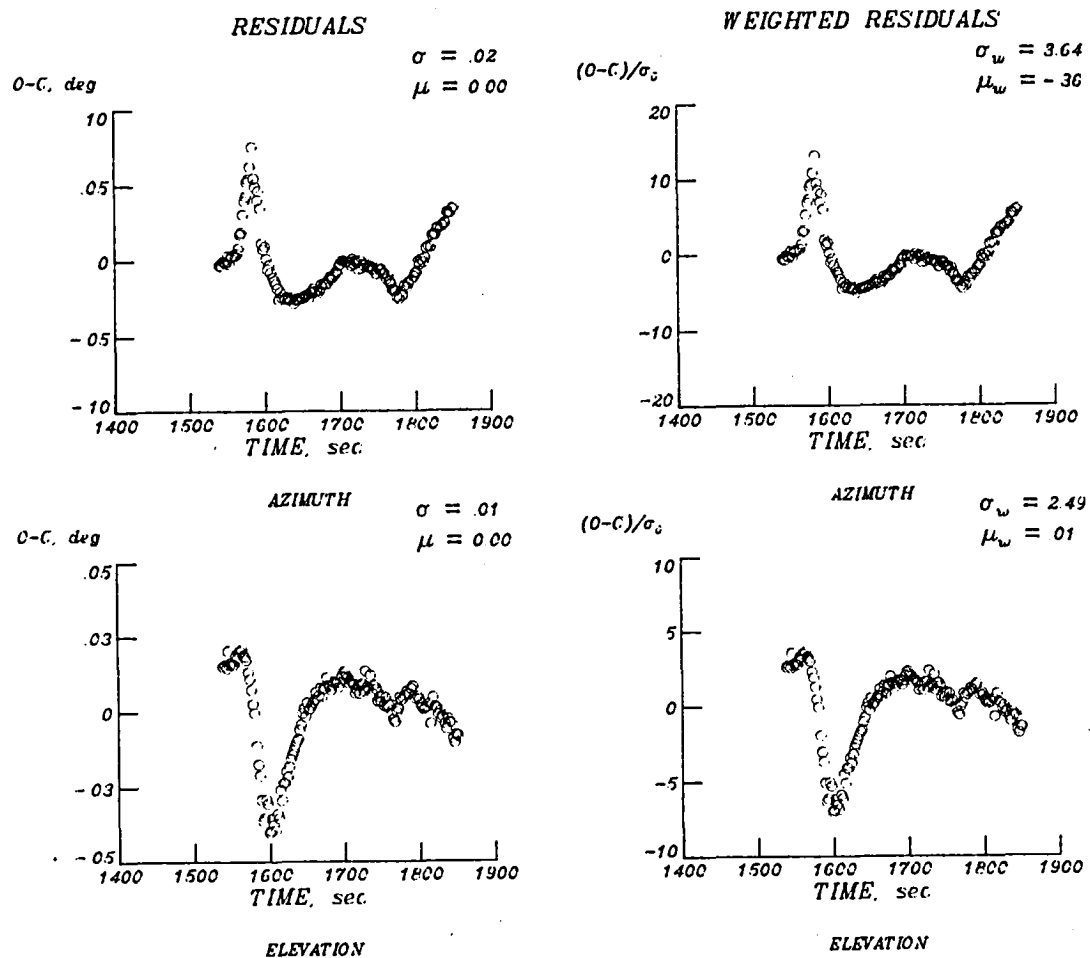 RESIDUALS
σ = .02
μ = 0.00
O-C, deg
10
.05
0
-.05
-.10
1400 1500 1600 1700 1800 1900
TIME, sec
AZIMUTH
WEIGHTED RESIDUALS
σw = 3.64
μw = -.36
(O-C)/σo
20
10
0
-10
-20
1400 1500 1600 1700 1800 1900
TIME, sec
AZIMUTH
σ = .01
μ = 0.00
O-C, deg
.05
.03
0
-.03
-.05
1400 1500 1600 1700 1800 1900
TIME, sec
ELEVATION
σw = 2.49
μw = .01
(O-C)/σo
10
5
0
-5
-10
1400 1500 1600 1700 1800 1900
TIME, sec
ELEVATION